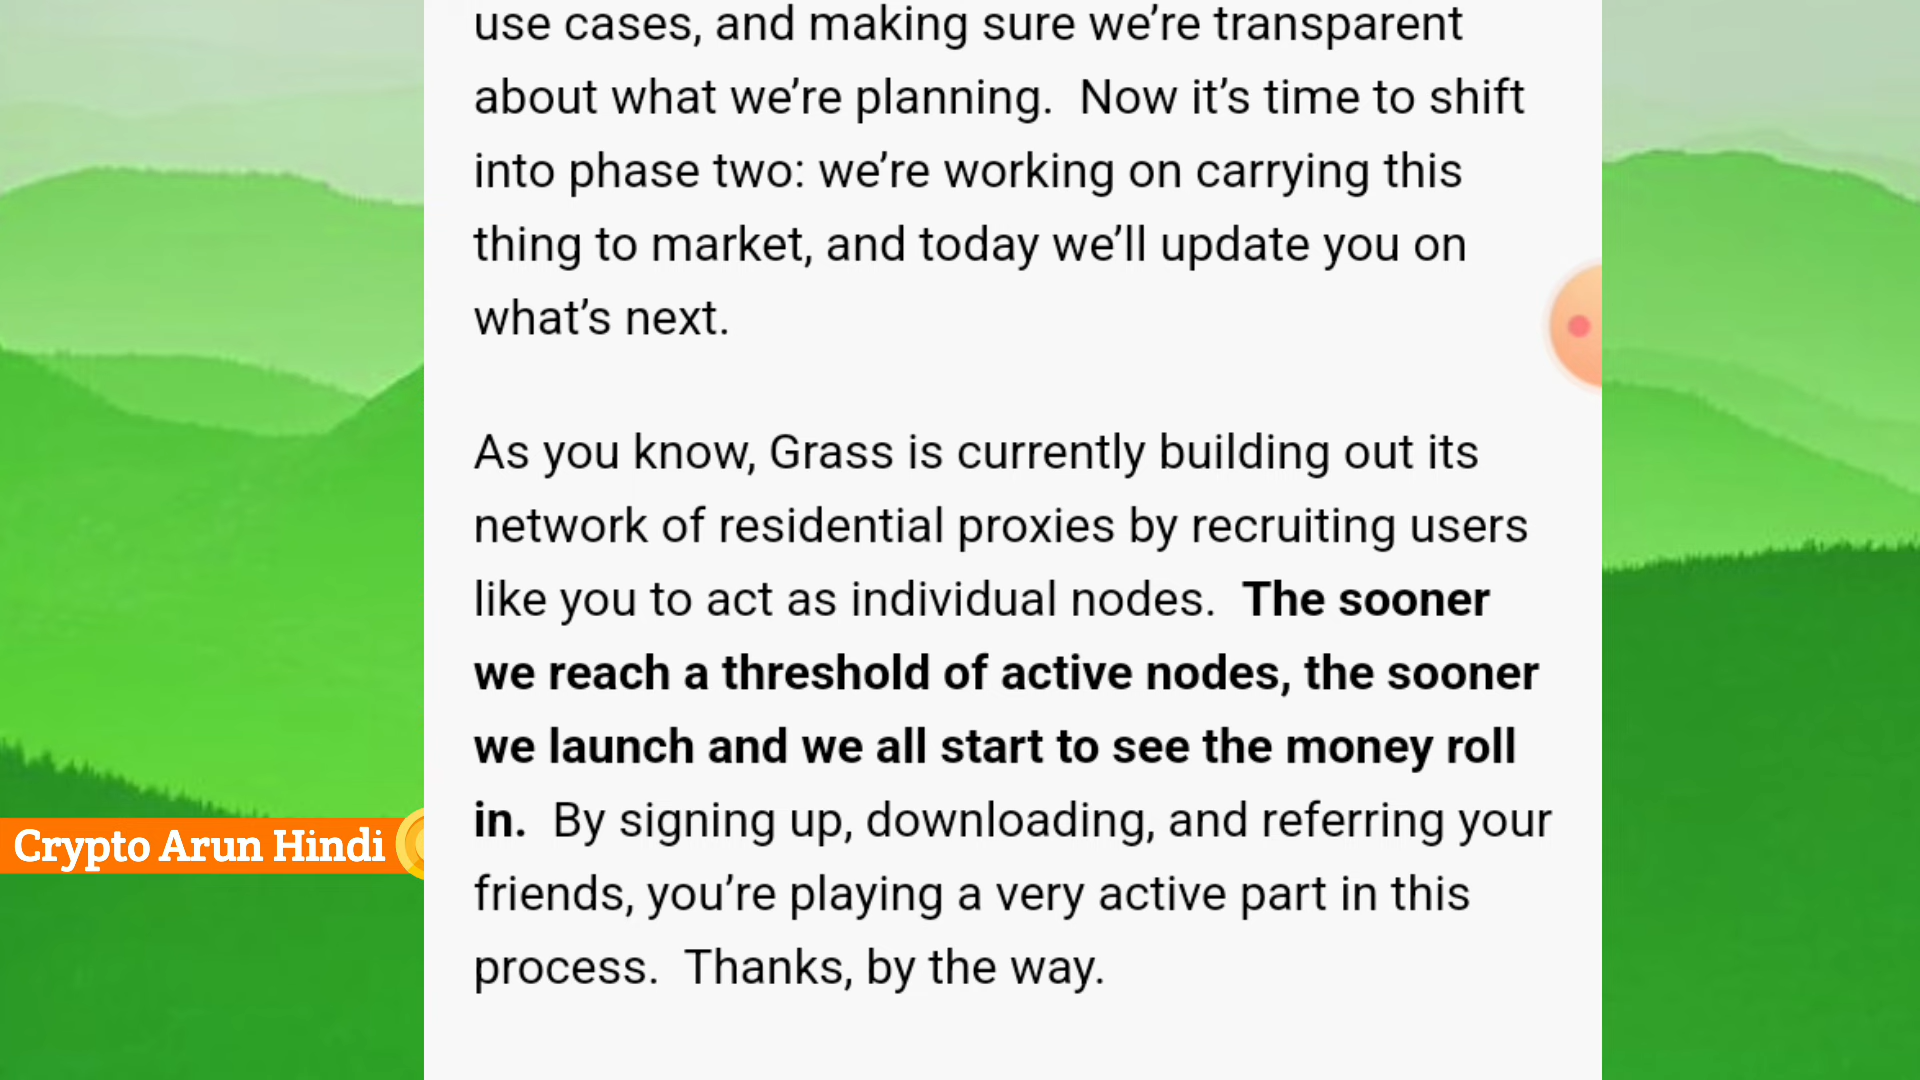 use cases, and making sure we’re transparent
about what we’re planning.  Now it’s time to shift
into phase two: we’re working on carrying this
thing to market, and today we’ll update you on
what’s next.
As you know, Grass is currently building out its
network of residential proxies by recruiting users
like you to act as individual nodes.  The sooner
we reach a threshold of active nodes, the sooner
we launch and we all start to see the money roll
in.  By signing up, downloading, and referring your
friends, you’re playing a very active part in this
process.  Thanks, by the way.
Crypto Arun Hindi